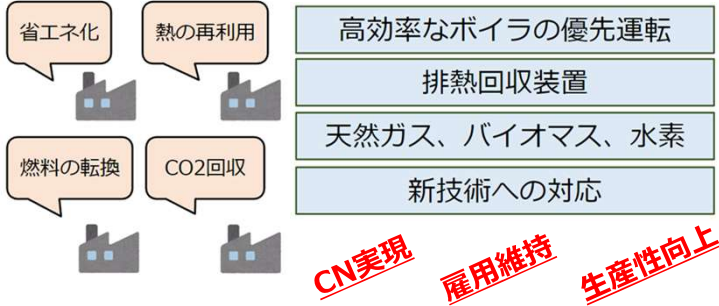 省エネ化
熱の再利用
燃料の転換
CO2回収
高効率なボイラの優先運転
排熱回収装置
天然ガス、バイオマス、水素
新技術への対応
CN実現
雇用維持
生産性向上